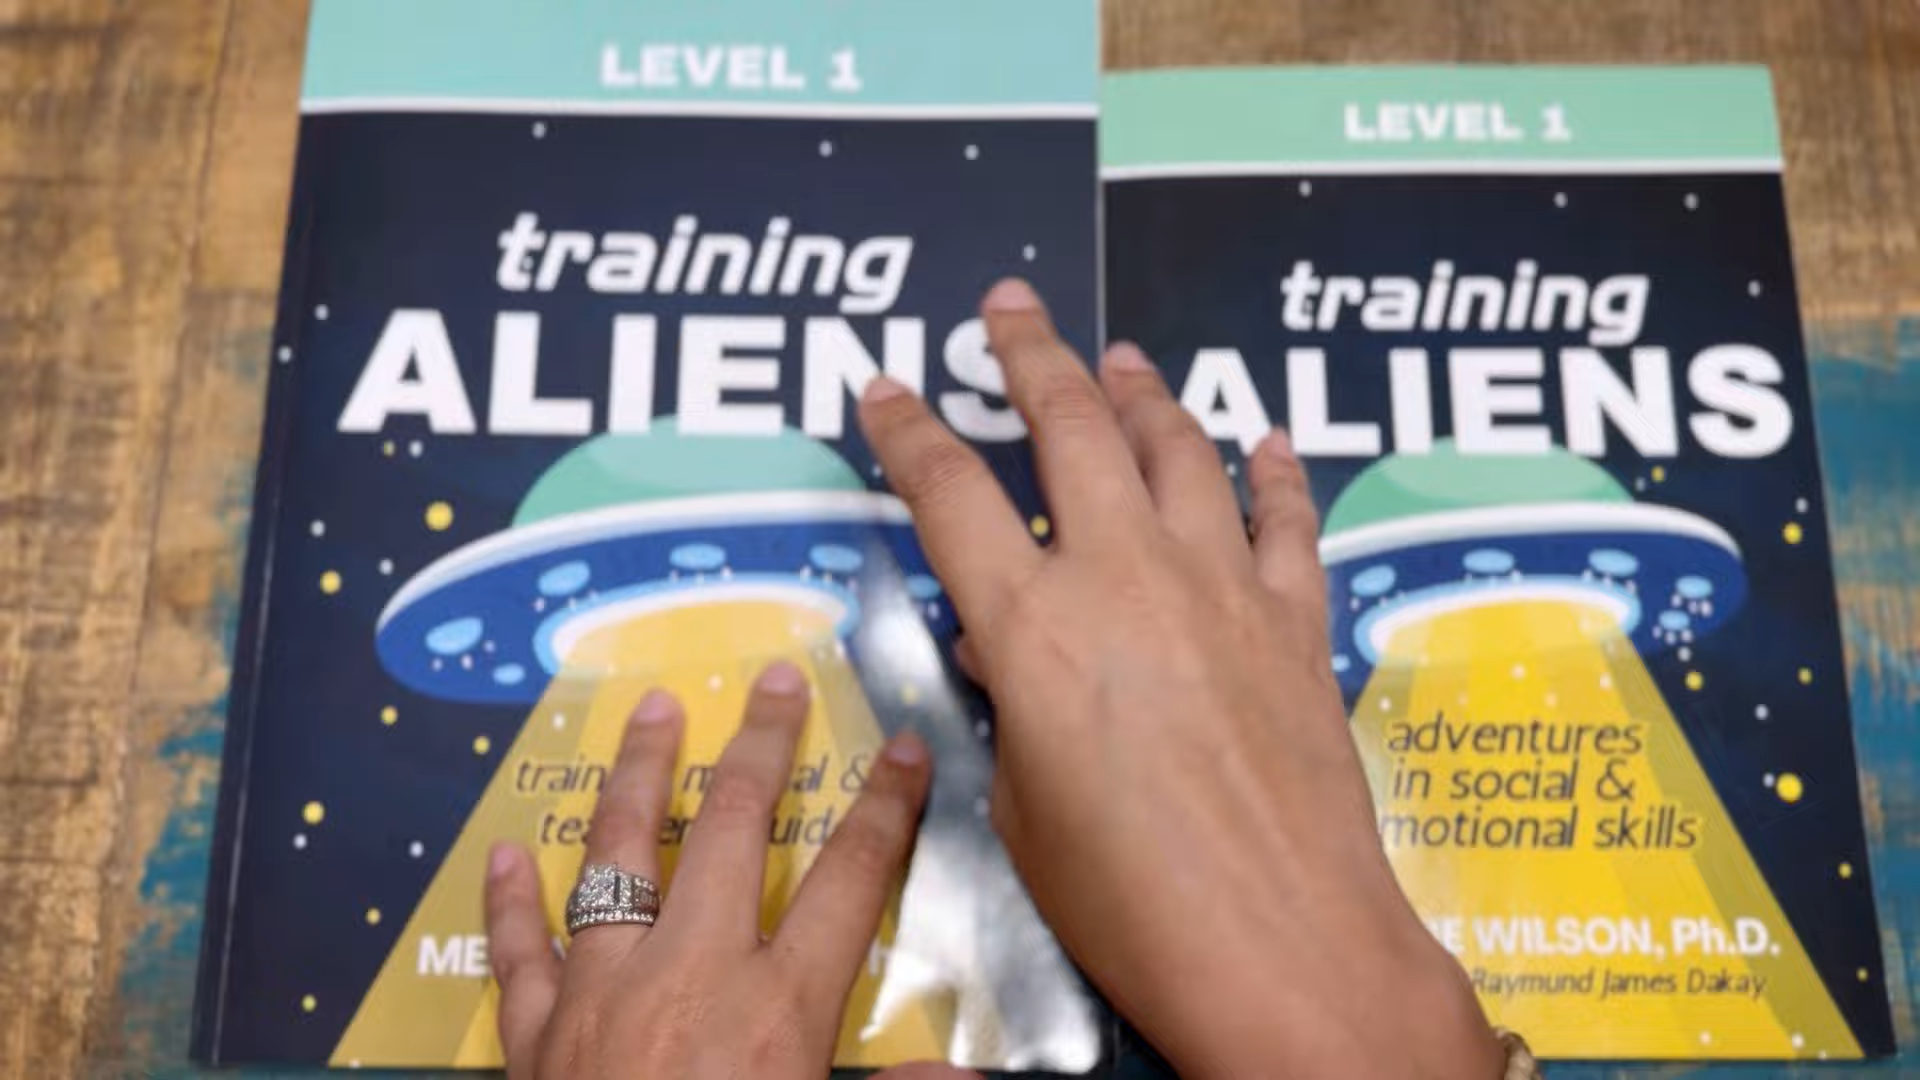 LEVEL 1
training
ALIENS
&
LEVEL 1
training
ALIENS
adventures
in social &
motional skills
WILSON, Ph.D.
Raymund James Dakay